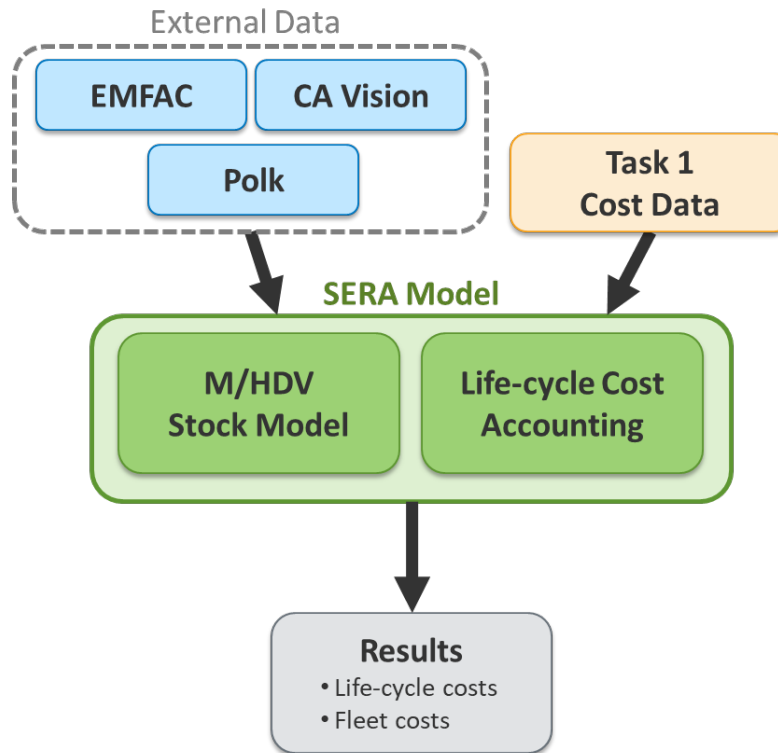 External Data
EMFAC
CA Vision
Polk
Task 1
Cost Data
SERA Model
M/HDV
Stock Model
Life-cycle Cost
Accounting
Results
• Life-cycle costs
• Fleet costs